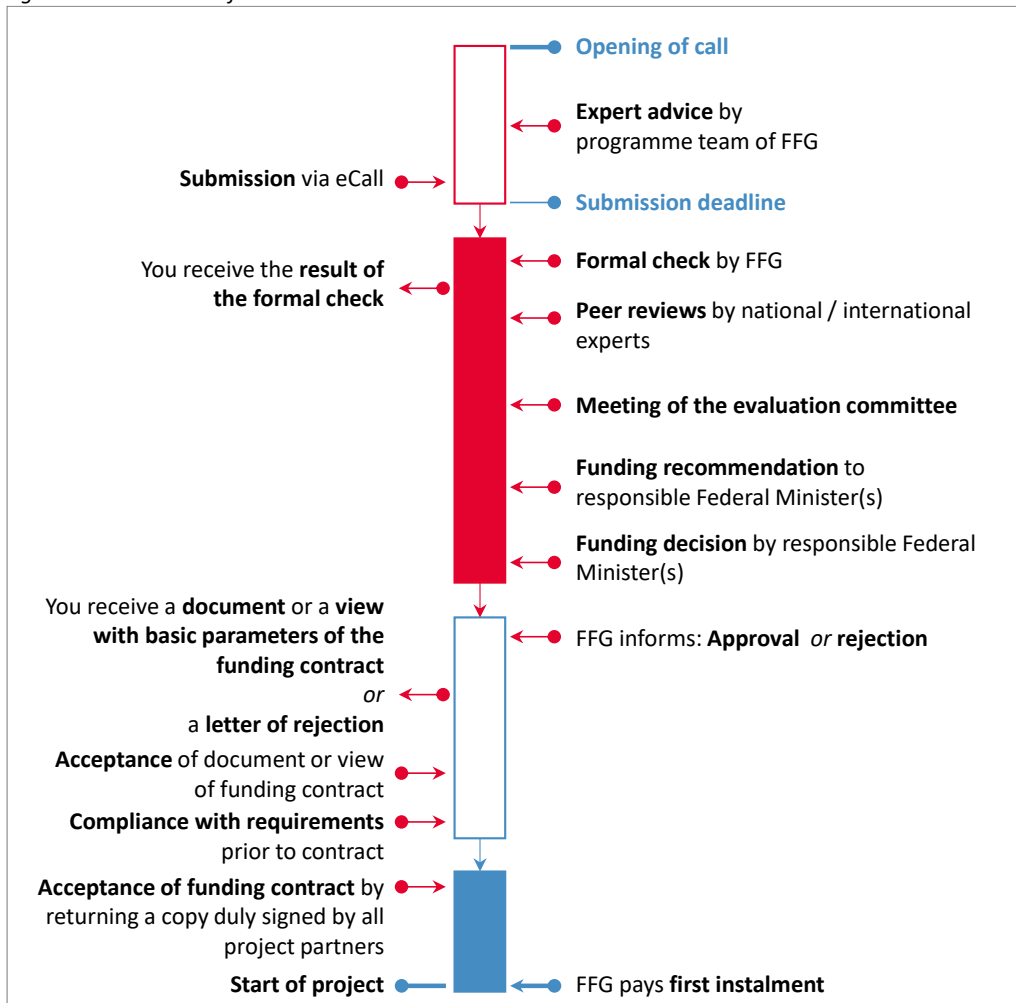 Opening of call
Expert advice by
programme team of FFG
Submission via eCall
Submission deadline
Formal check by FFG
You receive the result of
the formal check
Peer reviews by national / international
experts
Meeting of the evaluation committee
Funding recommendation to
responsible Federal Minister(s)
Funding decision by responsible Federal
Minister(s)
You receive a document or a view
with basic parameters of the
funding contract
or
a letter of rejection
FFG informs: Approval or rejection
Acceptance of document or view
of funding contract
Compliance with requirements
prior to contract
Acceptance of funding contract by
returning a copy duly signed by all
project partners
Start of project
FFG pays first instalment